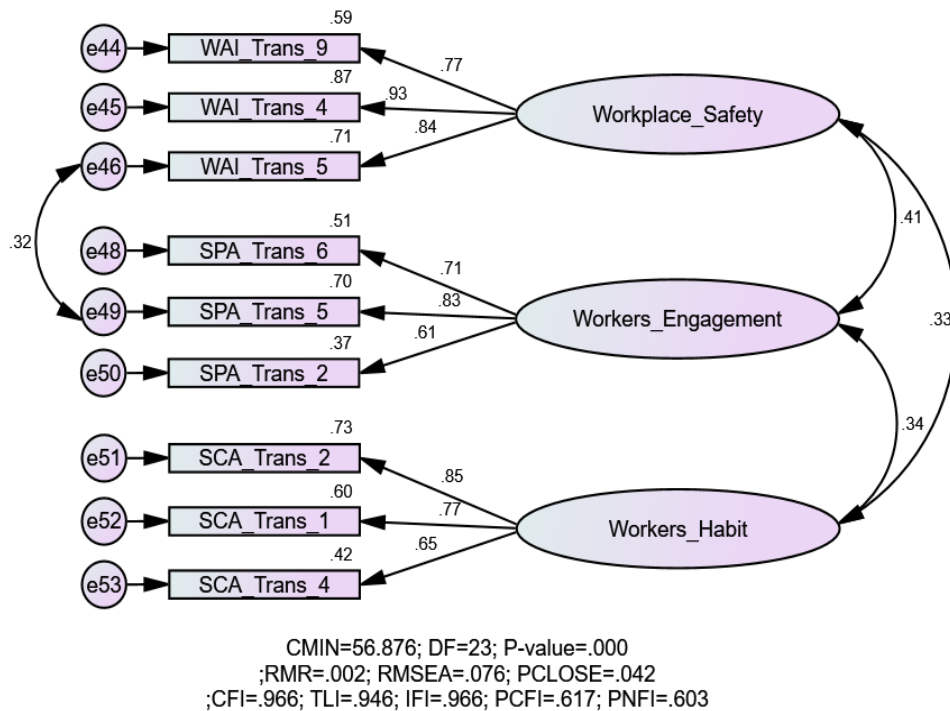 .59
e44 WAI_Trans_9 .77
.87
e45 WAI_Trans_4 .93 Workplace_Safety
.71 .84
e46 WAI_Trans_5
.41
.32
.51
e48 SPA_Trans_6 .71
.70
e49 SPA_Trans_5 .83 Workers_Engagement .33
.37 .61
e50 SPA_Trans_2
.34
.73
e51 SCA_Trans_2 .85
.60
e52 SCA_Trans_1 .77 Workers_Habit
.42 .65
e53 SCA_Trans_4
CMIN=56.876; DF=23; P-value=.000
;RMR=.002; RMSEA=.076; PCLOSE=.042
;CFI=.966; TLI=.946; IFI=.966; PCFI=.617; PNFI=.603